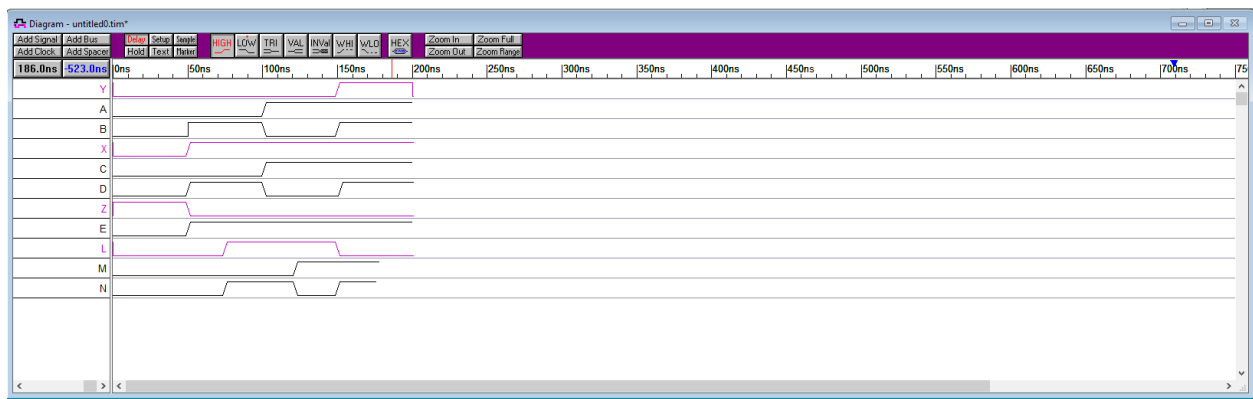 Diagram - untitled0.tim*
Add Signal Add Bus Delay Setup Sample HIGH LOW TRI VAL INVal WHI WLO HEX Zoom In Zoom Full
Add Clock Add Spacer Hold Text Marker Zoom Out Zoom Range
186.0ns -523.0ns 0ns 50ns 100ns 150ns 200ns 250ns 300ns 350ns 400ns 450ns 500ns 550ns 600ns 650ns 700ns 75
Y
A
B
X
C
D
Z
E
L
M
N